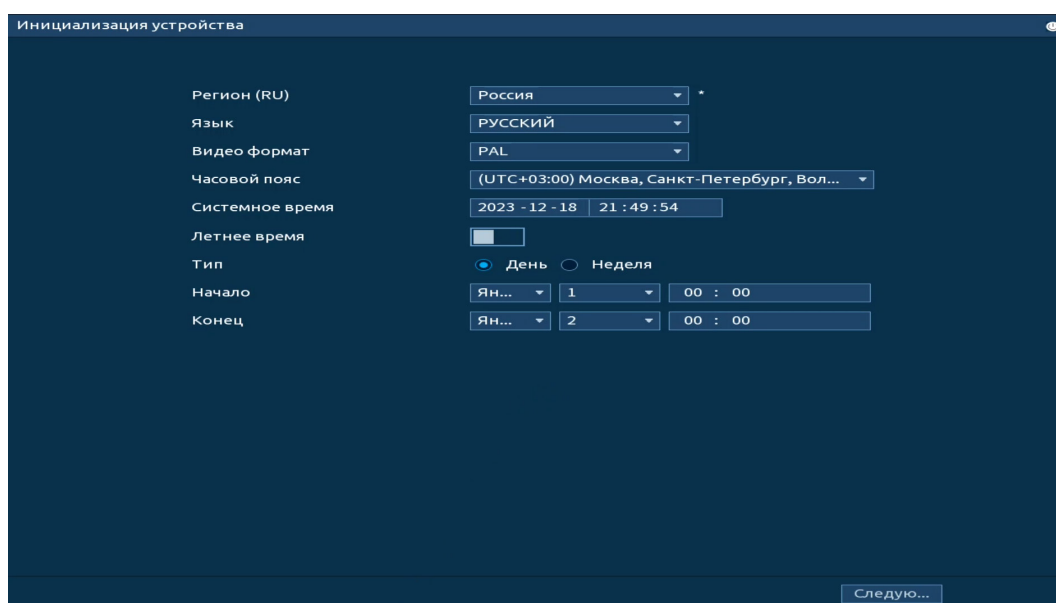 Инициализация устройства
Регион (RU) Россия *
Язык РУССКИЙ
Видео формат PAL
Часовой пояс (UTC+03:00) Москва, Санкт-Петербург, Вол...
Системное время 2023 -12 -18 21 :49 :54
Летнее время
Тип День Неделя
Начало Ян... 1 00 : 00
Конец Ян... 2 00 : 00
Следую...